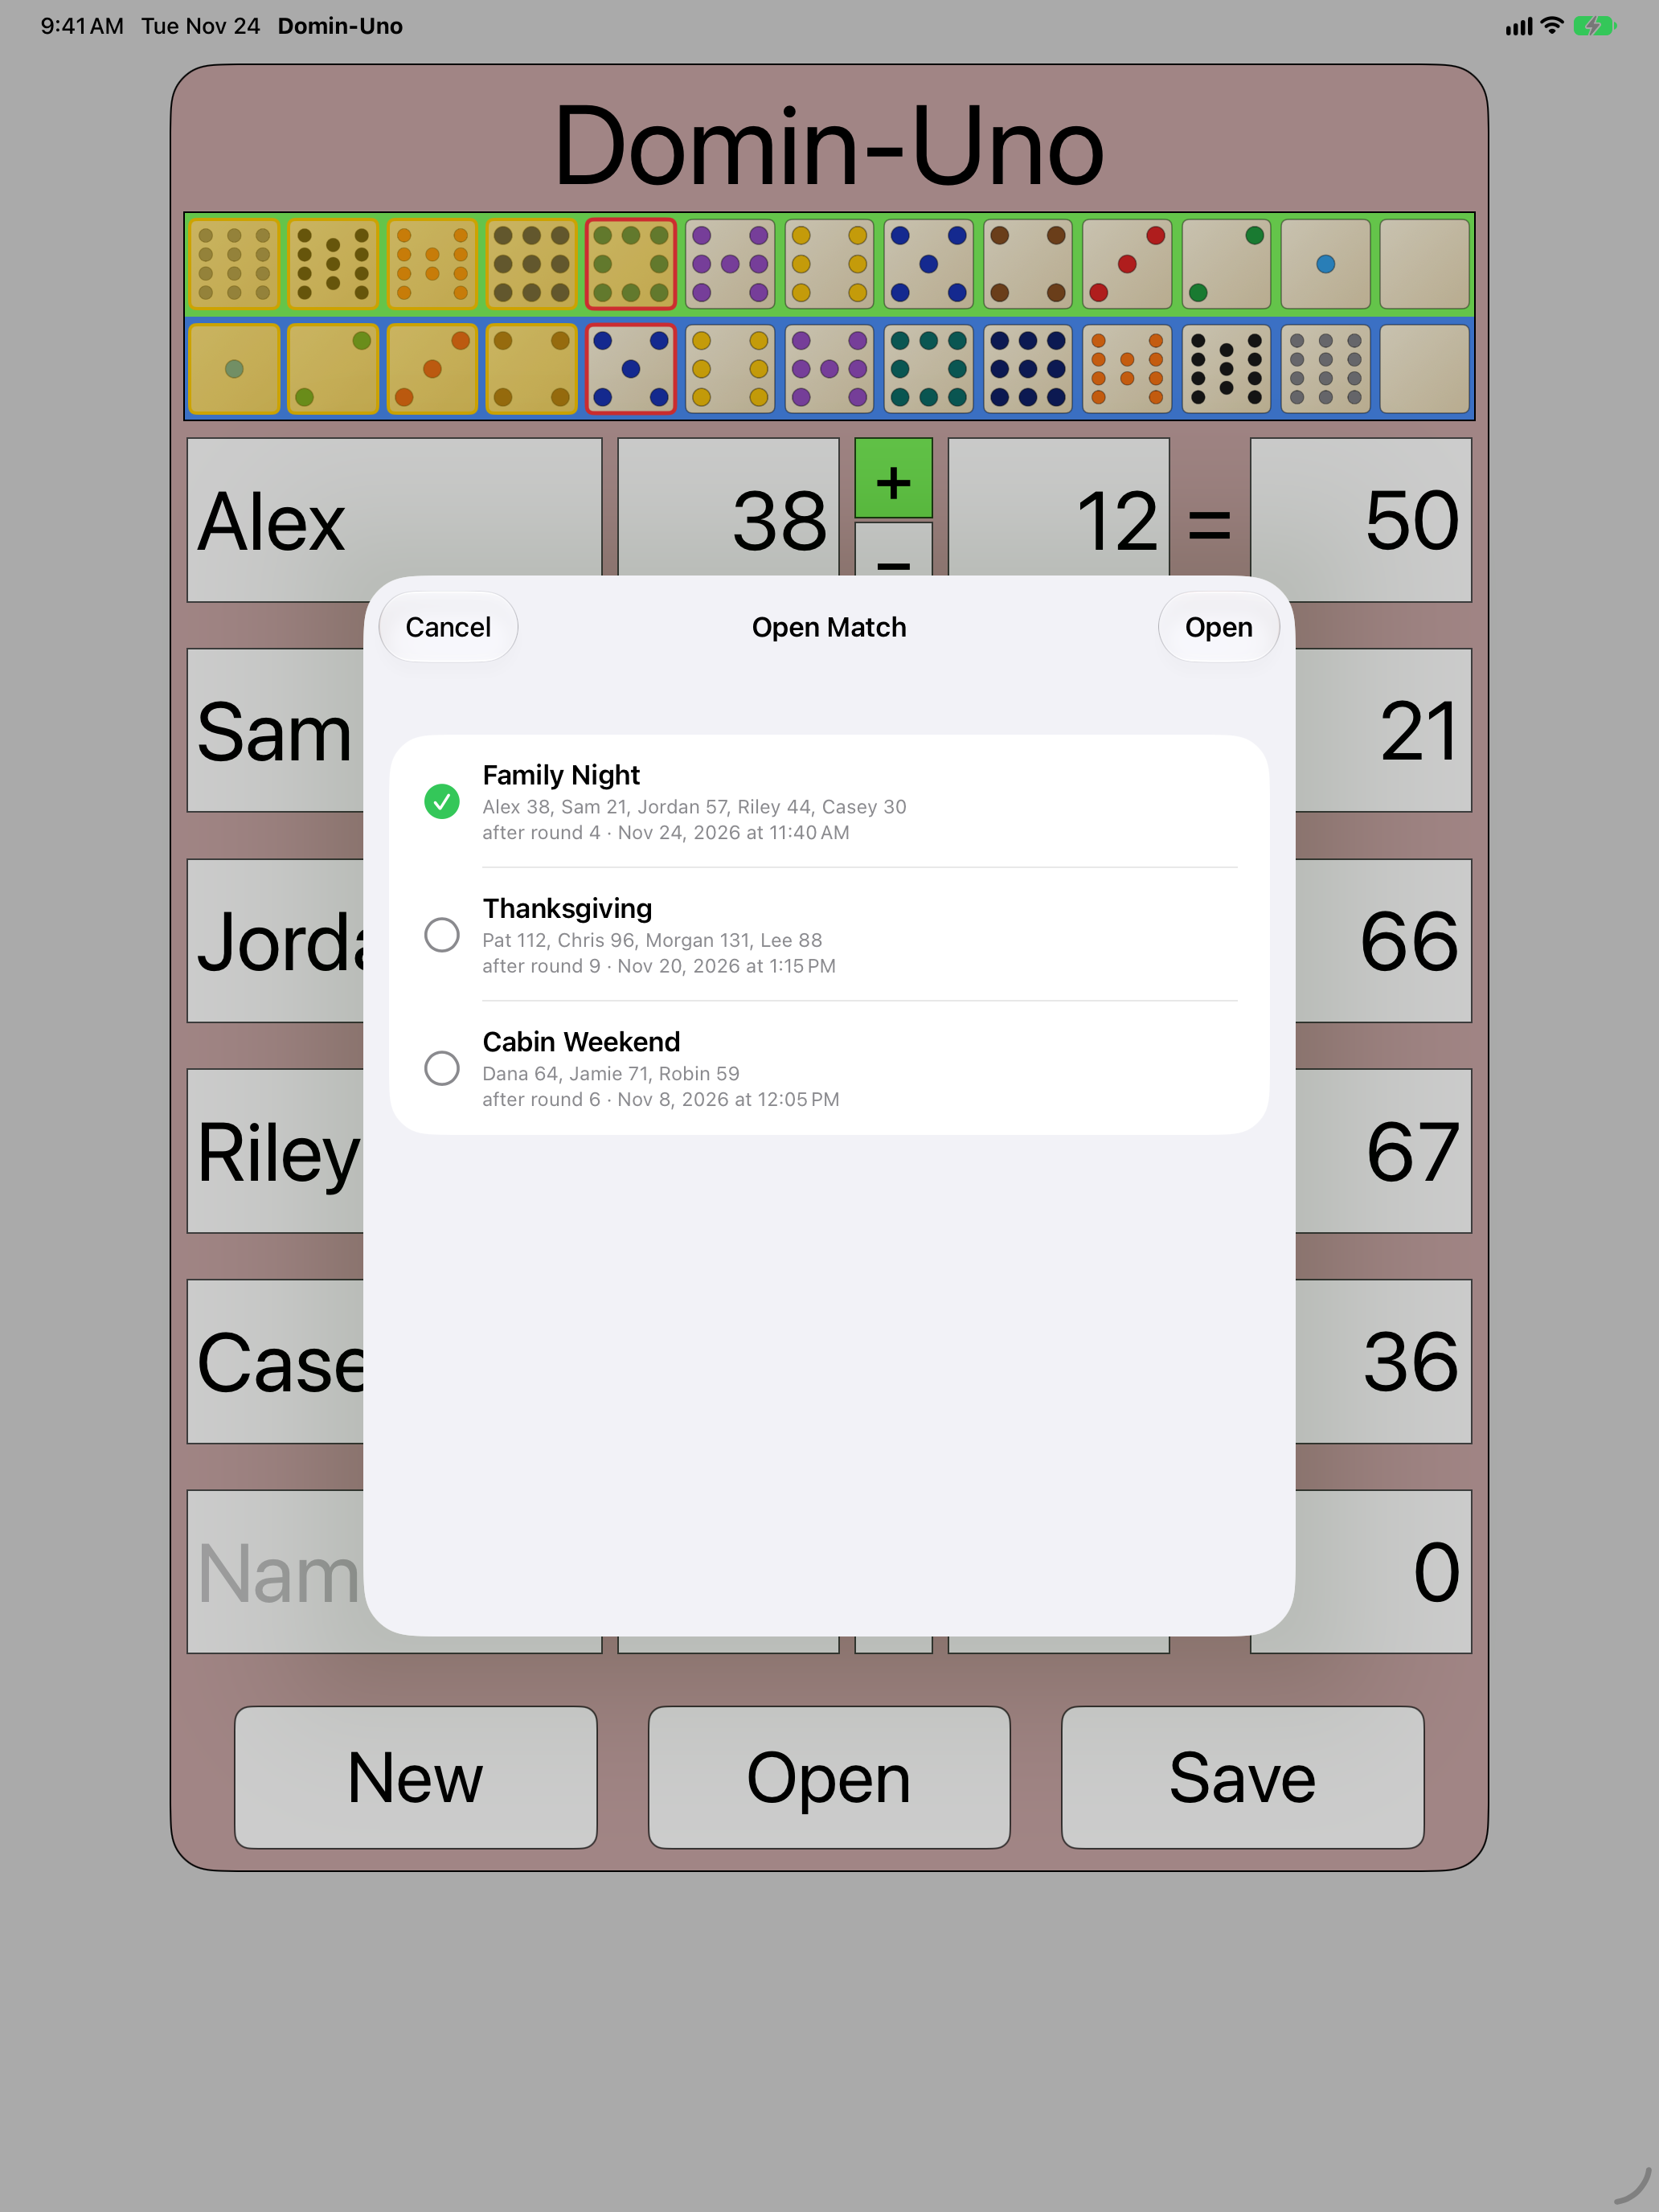 9:41 AM Tue Nov 24 Domin-Uno
Domin-Uno
Alex 38 + 12 = 50
−
Cancel Open Match Open
Sam 21
Family Night
Alex 38, Sam 21, Jordan 57, Riley 44, Casey 30
after round 4 · Nov 24, 2026 at 11:40 AM
Thanksgiving
Pat 112, Chris 96, Morgan 131, Lee 88
after round 9 · Nov 20, 2026 at 1:15 PM
66
Cabin Weekend
Dana 64, Jamie 71, Robin 59
after round 6 · Nov 8, 2026 at 12:05 PM
Riley 67
36
0
New Open Save